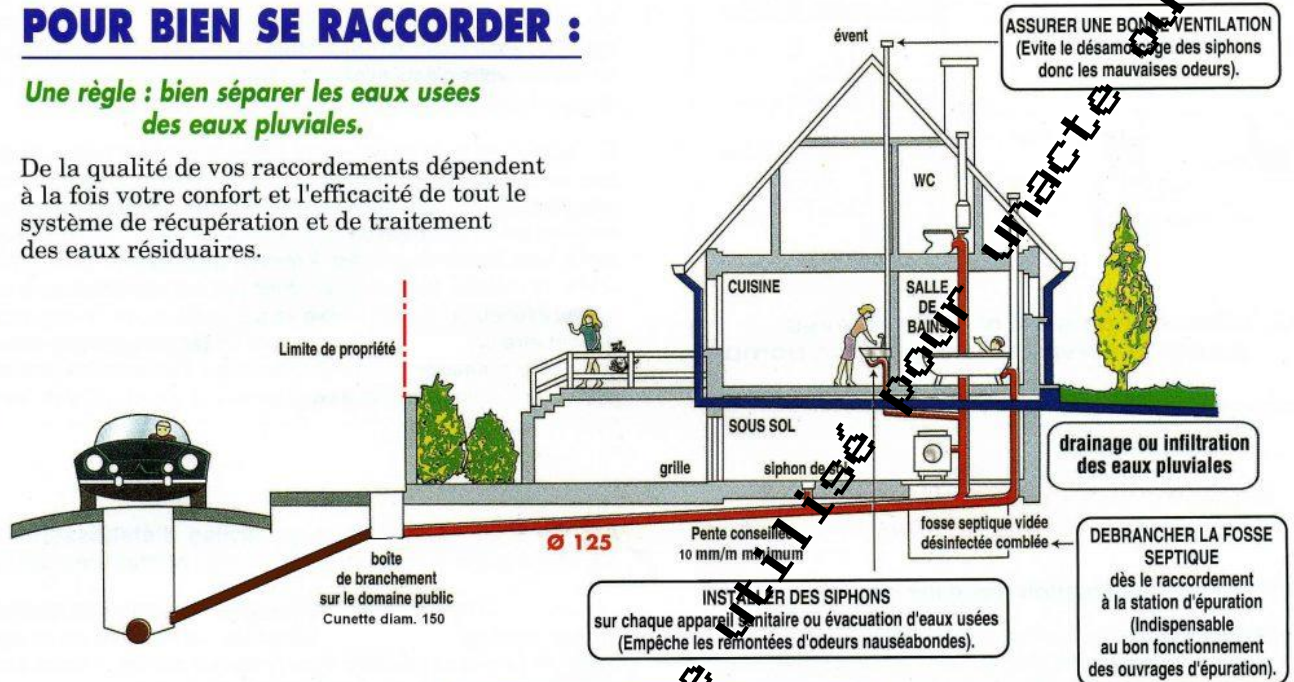 POUR BIEN SE RACCORDER :
Une règle : bien séparer les eaux usées
des eaux pluviales.
De la qualité de vos raccordements dépendent
à la fois votre confort et l'efficacité de tout le
système de récupération et de traitement
des eaux résiduaires.
évent
ASSURER UNE BONNE VENTILATION
(Evite le désamorçage des siphons
donc les mauvaises odeurs).
WC
CUISINE
SALLE
DE
BAINS
Limite de propriété
SOUS SOL
grille
siphon de sol
drainage ou infiltration
des eaux pluviales
Ø 125
Pente conseillée
10 mm/m minimum
fosse septique vidée
désinfectée comblée
boîte
de branchement
sur le domaine public
Cunette diam. 150
INSTALLER DES SIPHONS
sur chaque appareil sanitaire ou évacuation d'eaux usées
(Empêche les remontées d'odeurs nauséabondes).
DEBRANCHER LA FOSSE
SEPTIQUE
dès le raccordement
à la station d'épuration
(Indispensable
au bon fonctionnement
des ouvrages d'épuration).
utilisé pour un acte